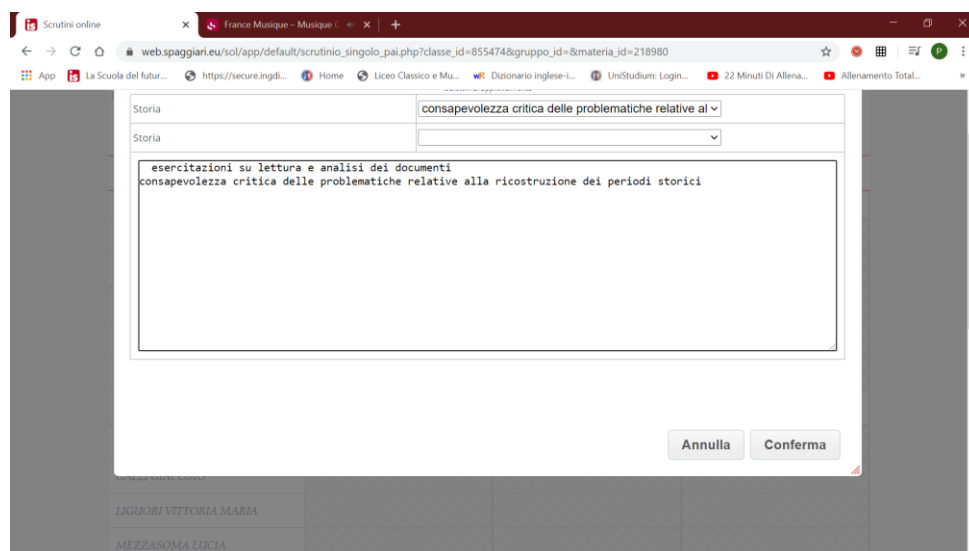 Scrutini online
France Musique – Musique C
web.spaggiari.eu/sol/app/default/scrutinio_singolo_pai.php?classe_id=855474&gruppo_id=&materia_id=218980
P
App La Scuola del futur... https://secure.ingdi... Home Liceo Classico e Mu... wR Dizionario inglese-i... UniStudium: Login... 22 Minuti Di Allena... Allenamento Total... »
Storia consapevolezza critica delle problematiche relative al
Storia
esercitazioni su lettura e analisi dei documenti
consapevolezza critica delle problematiche relative alla ricostruzione dei periodi storici
Annulla Conferma
GALLI GIACOMO
LIGUORI VITTORIA MARIA
MEZZASOMA LUCIA